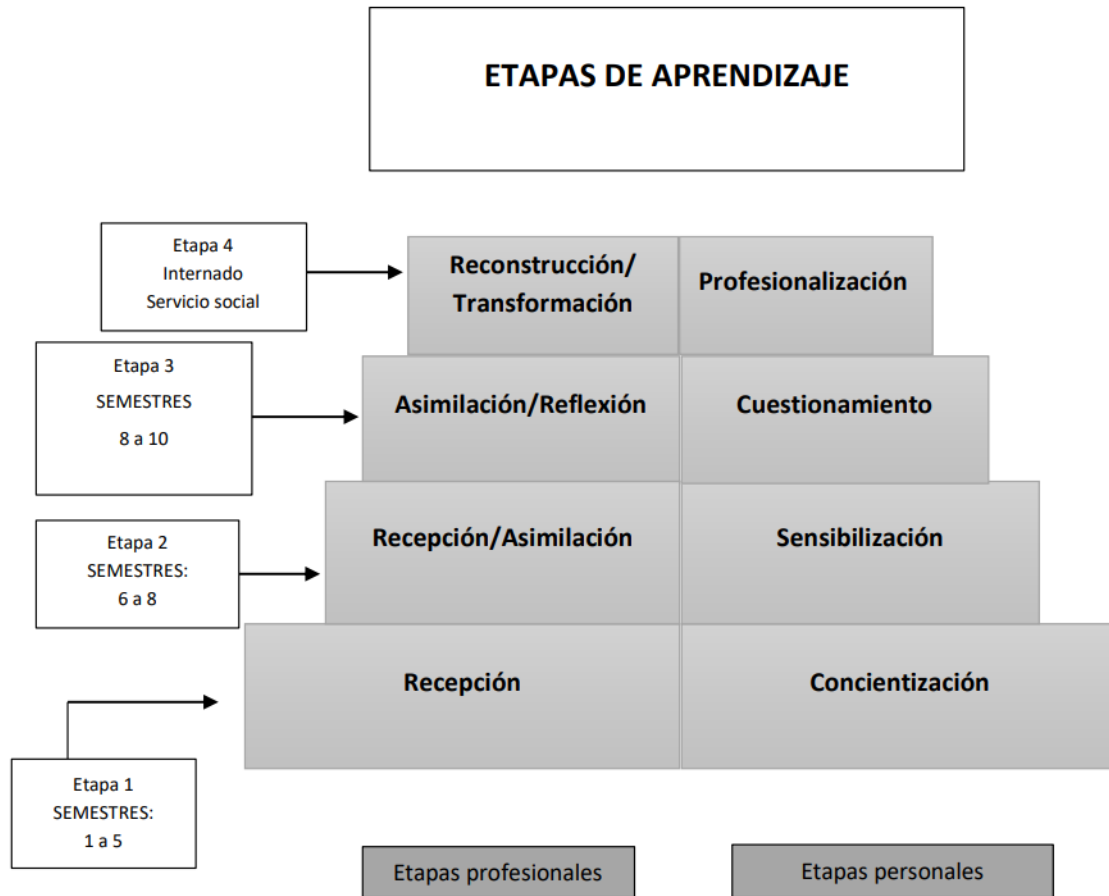 ETAPAS DE APRENDIZAJE
Etapa 4
Internado
Servicio social
Reconstrucción/
Transformación
Profesionalización
Etapa 3
SEMESTRES
8 a 10
Asimilación/Reflexión
Cuestionamiento
Etapa 2
SEMESTRES:
6 a 8
Recepción/Asimilación
Sensibilización
Recepción
Concientización
Etapa 1
SEMESTRES:
1 a 5
Etapas profesionales
Etapas personales